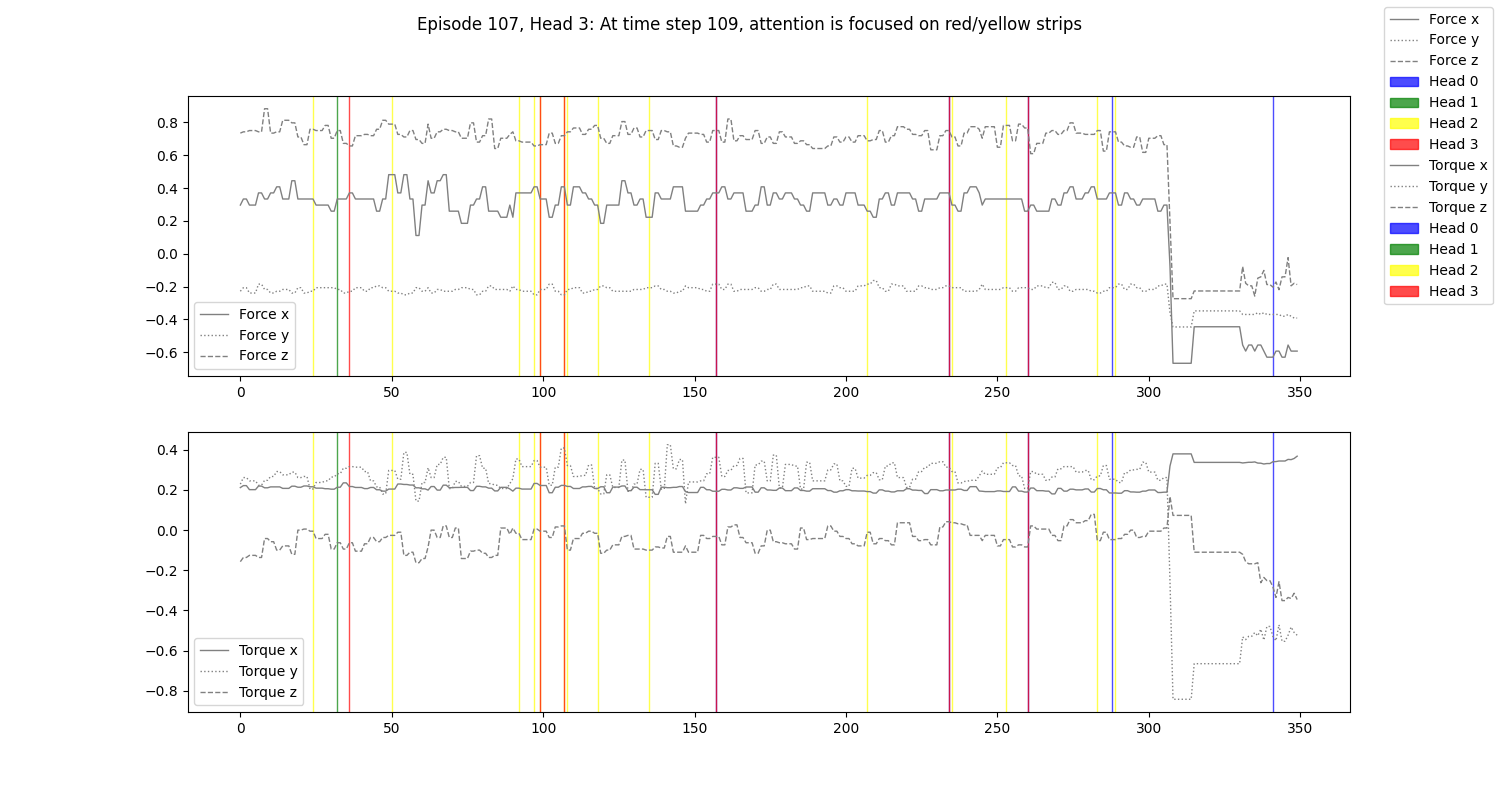 Episode 107, Head 3: At time step 109, attention is focused on red/yellow strips
Force x
Force y
Force z
Head 0
Head 1
Head 2
Head 3
Torque x
Torque y
Torque z
Head 0
Head 1
Head 2
Head 3
0.8
0.6
0.4
0.2
0.0
−0.2
−0.4
−0.6
Force x
Force y
Force z
0 50 100 150 200 250 300 350
0.4
0.2
0.0
−0.2
−0.4
−0.6
−0.8
Torque x
Torque y
Torque z
0 50 100 150 200 250 300 350